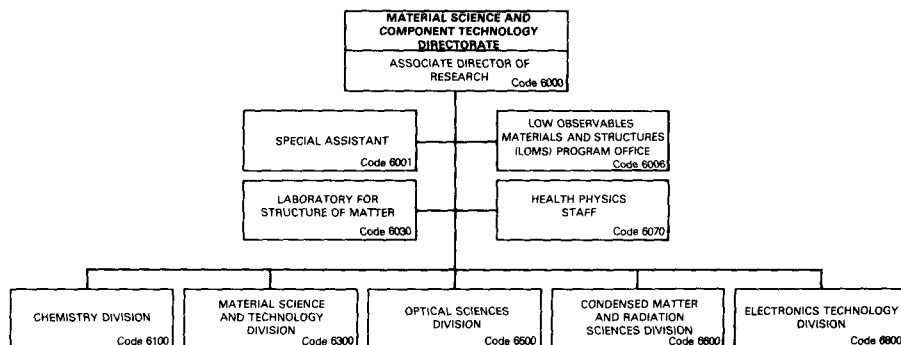 MATERIAL SCIENCE AND
COMPONENT TECHNOLOGY
DIRECTORATE
ASSOCIATE DIRECTOR OF
RESEARCH
Code 6000
SPECIAL ASSISTANT
Code 6001
LOW OBSERVABLES
MATERIALS AND STRUCTURES
(LOMS) PROGRAM OFFICE
Code 6006
LABORATORY FOR
STRUCTURE OF MATTER
Code 6030
HEALTH PHYSICS
STAFF
Code 6070
CHEMISTRY DIVISION
Code 6100
MATERIAL SCIENCE
AND TECHNOLOGY
DIVISION
Code 6300
OPTICAL SCIENCES
DIVISION
Code 6500
CONDENSED MATTER
AND RADIATION
SCIENCES DIVISION
Code 6600
ELECTRONICS TECHNOLOGY
DIVISION
Code 6800